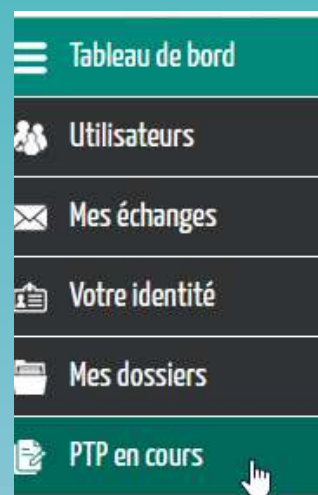 Tableau de bord
Utilisateurs
Mes échanges
Votre identité
Mes dossiers
PTP en cours